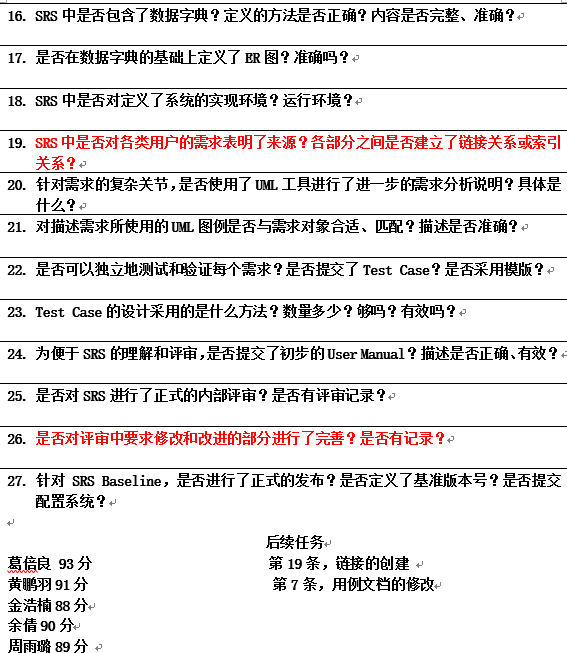 16. SRS 中是否包含了数据字典？定义的方法是否正确？内容是否完整、准确？
17. 是否在数据字典的基础上定义了 ER 图？准确吗？
18. SRS 中是否对定义了系统的实现环境？运行环境？
19. SRS 中是否对各类用户的需求表明了来源？各部分之间是否建立了链接关系或索引
关系？
20. 针对需求的复杂关节，是否使用了 UML 工具进行了进一步的需求分析说明？具体是
什么？
21. 对描述需求所使用的 UML 图例是否与需求对象合适、匹配？描述是否准确？
22. 是否可以独立地测试和验证每个需求？是否提交了 Test Case？是否采用模版？
23. Test Case 的设计采用的是什么方法？数量多少？够吗？有效吗？
24. 为便于 SRS 的理解和评审，是否提交了初步的 User Manual？描述是否正确、有效？
25. 是否对 SRS 进行了正式的内部评审？是否有评审记录？
26. 是否对评审中要求修改和改进的部分进行了完善？是否有记录？
27. 针对 SRS Baseline，是否进行了正式的发布？是否定义了基准版本号？是否提交
配置系统？
后续任务
葛倍良 93 分 第 19 条，链接的创建
黄鹏羽 91 分 第 7 条，用例文档的修改
金浩楠 88 分
余倩 90 分
周雨璐 89 分